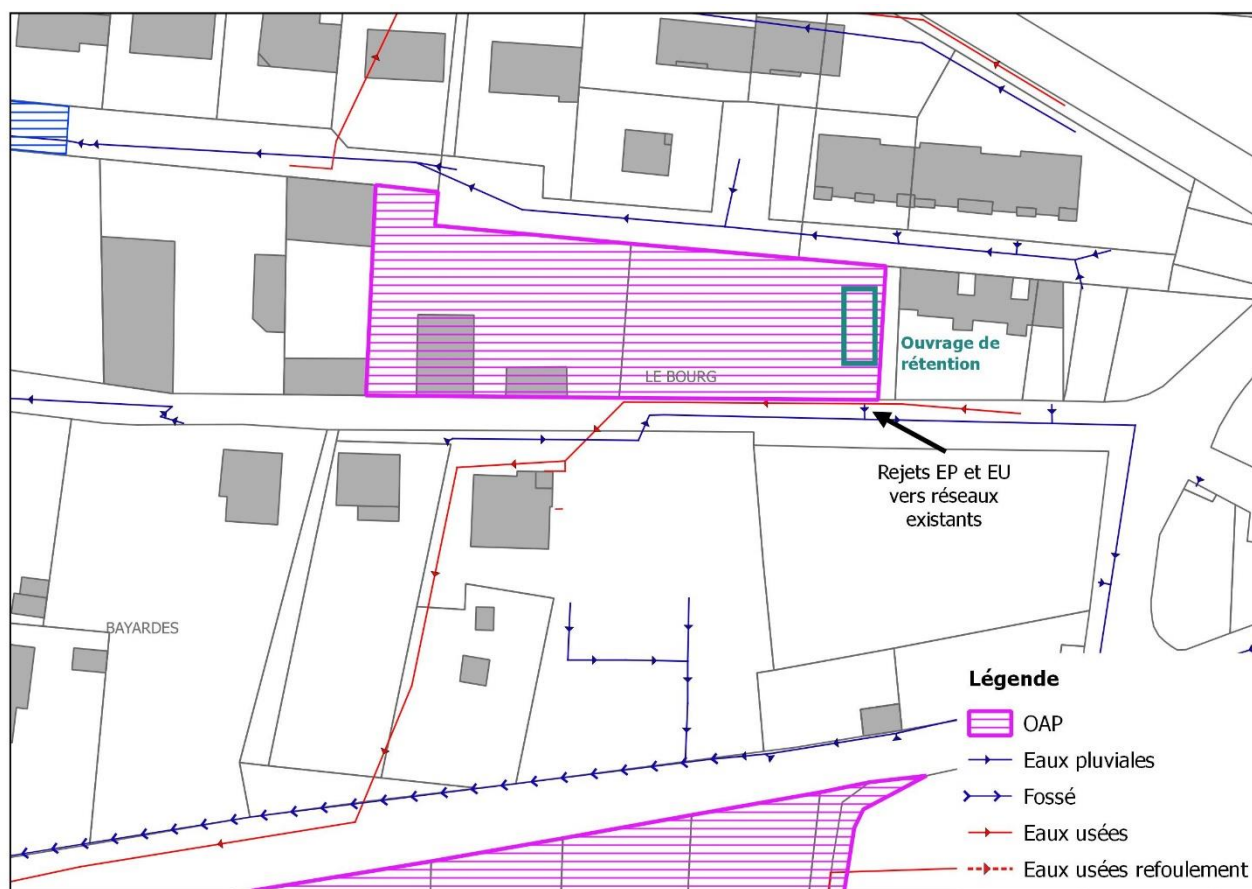 Ouvrage de
rétention
LE BOURG
Rejets EP et EU
vers réseaux
existants
BAYARDES
Légende
OAP
Eaux pluviales
Fossé
Eaux usées
Eaux usées refoulement